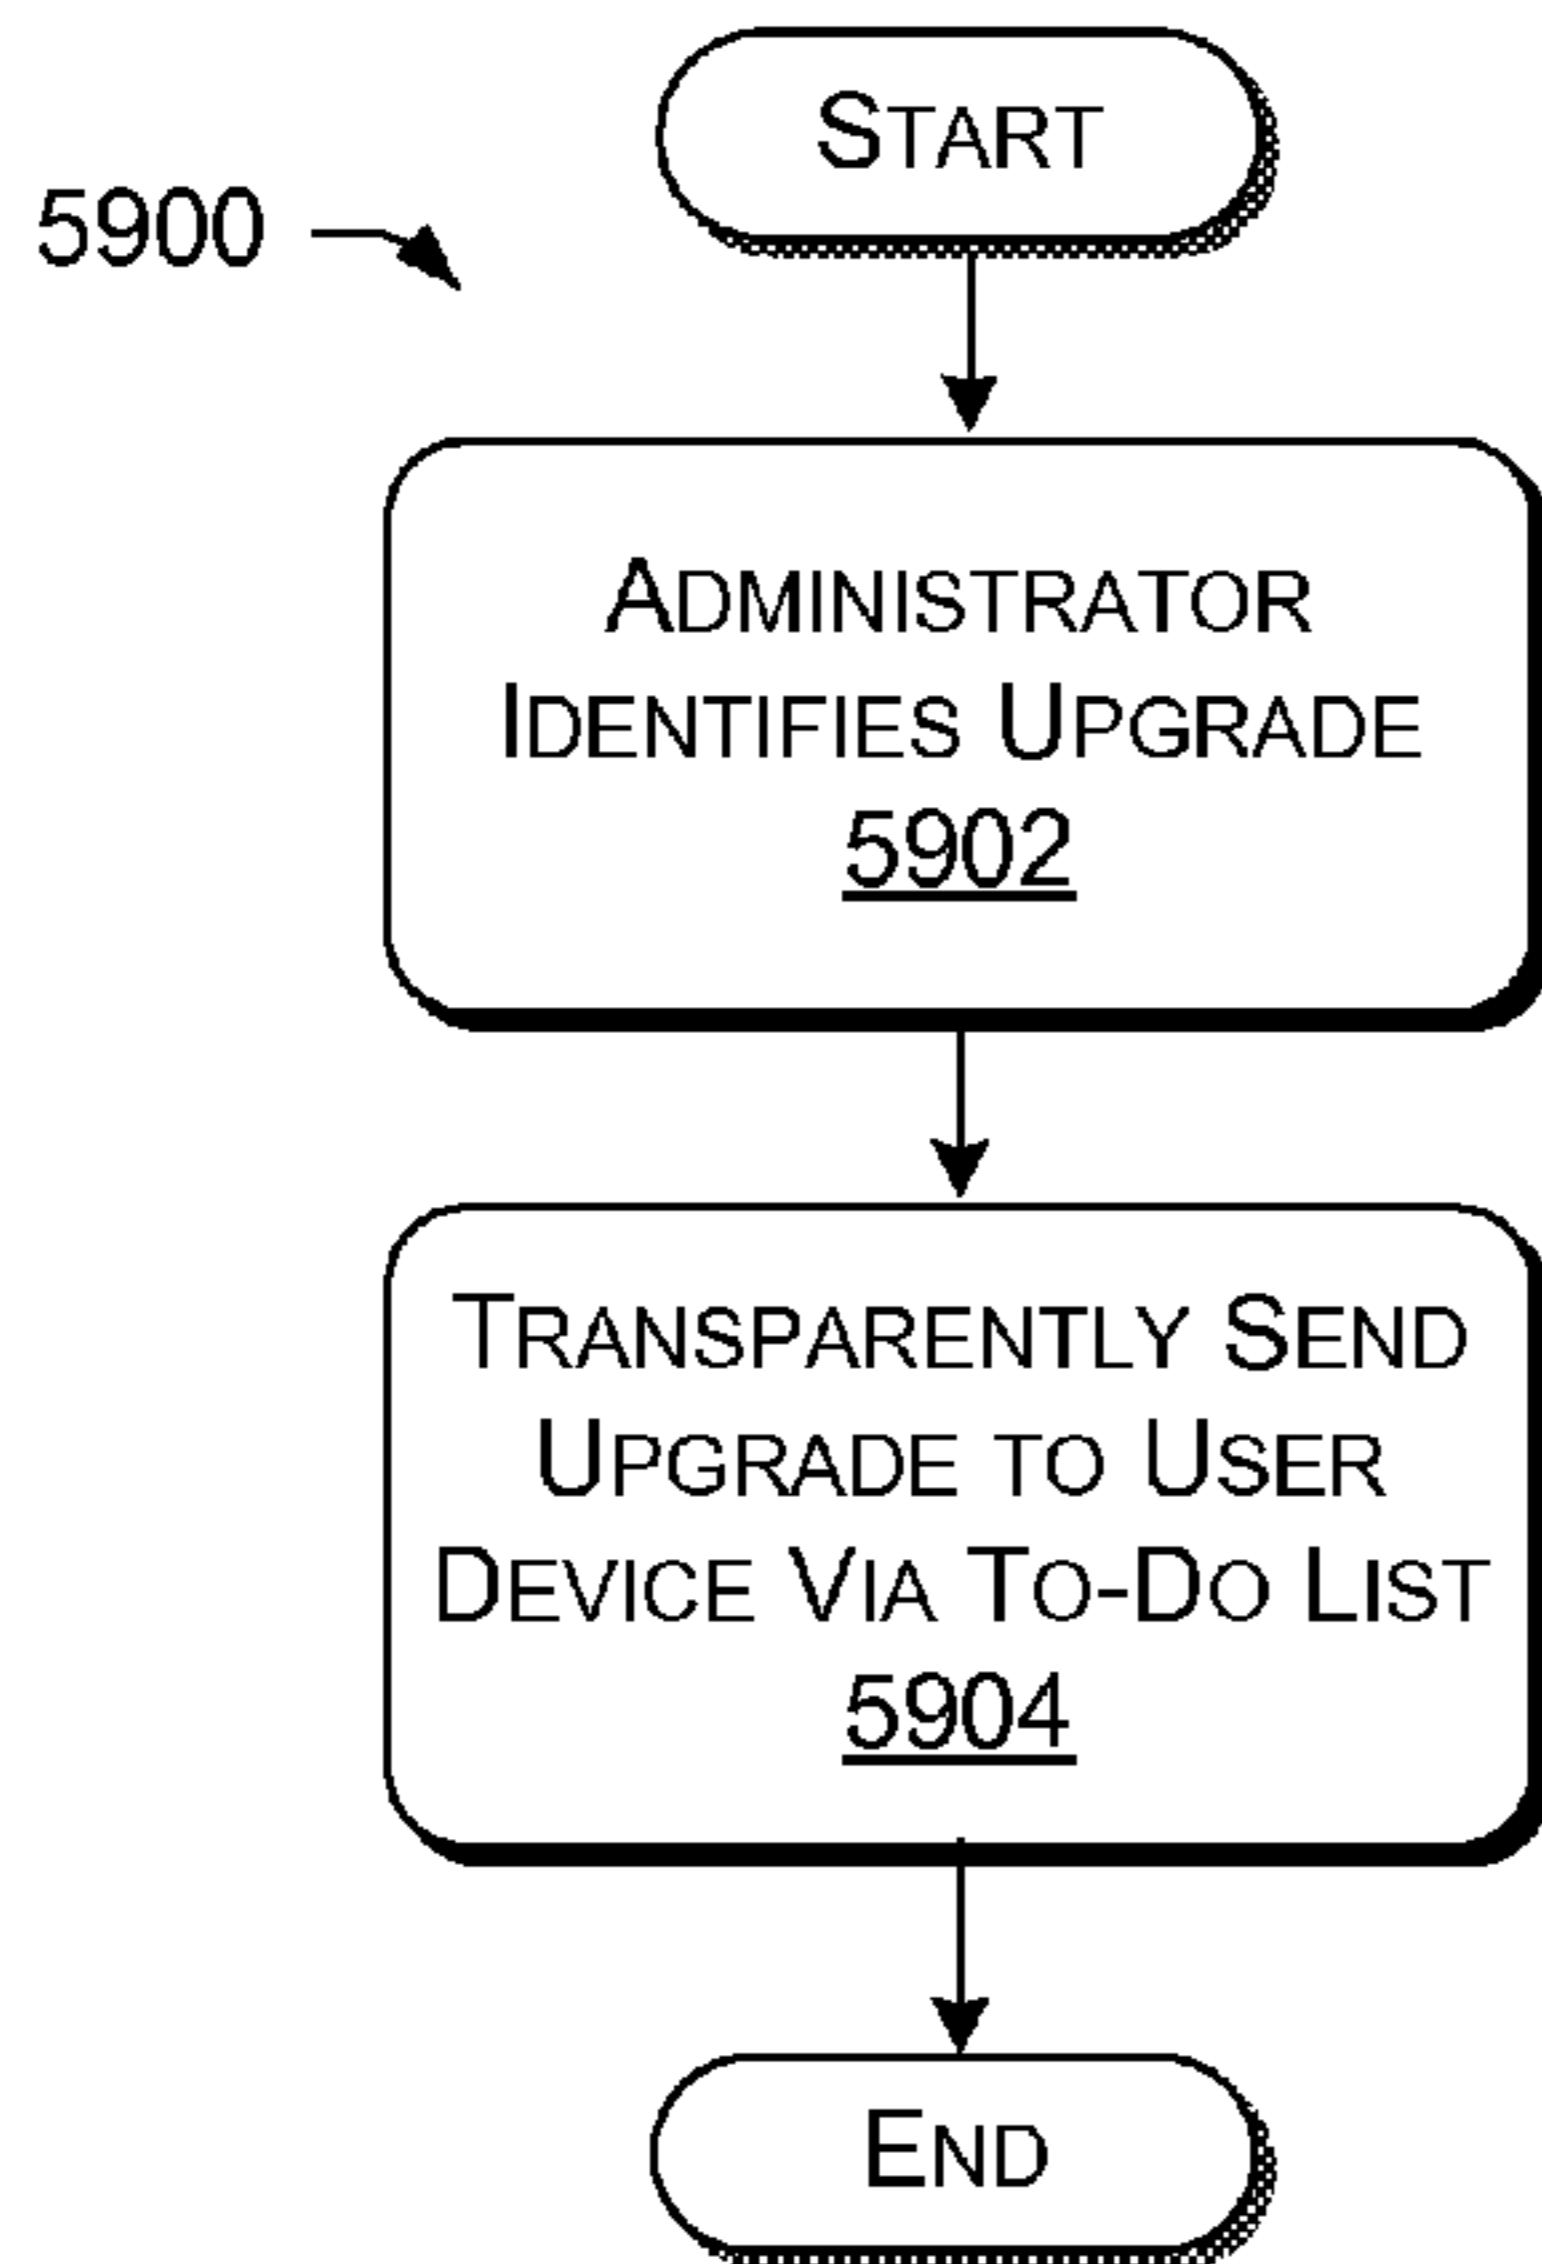 START
5900
ADMINISTRATOR
IDENTIFIES UPGRADE
5902
TRANSPARENTLY SEND
UPGRADE TO USER
DEVICE VIA TO-DO LIST
5904
END